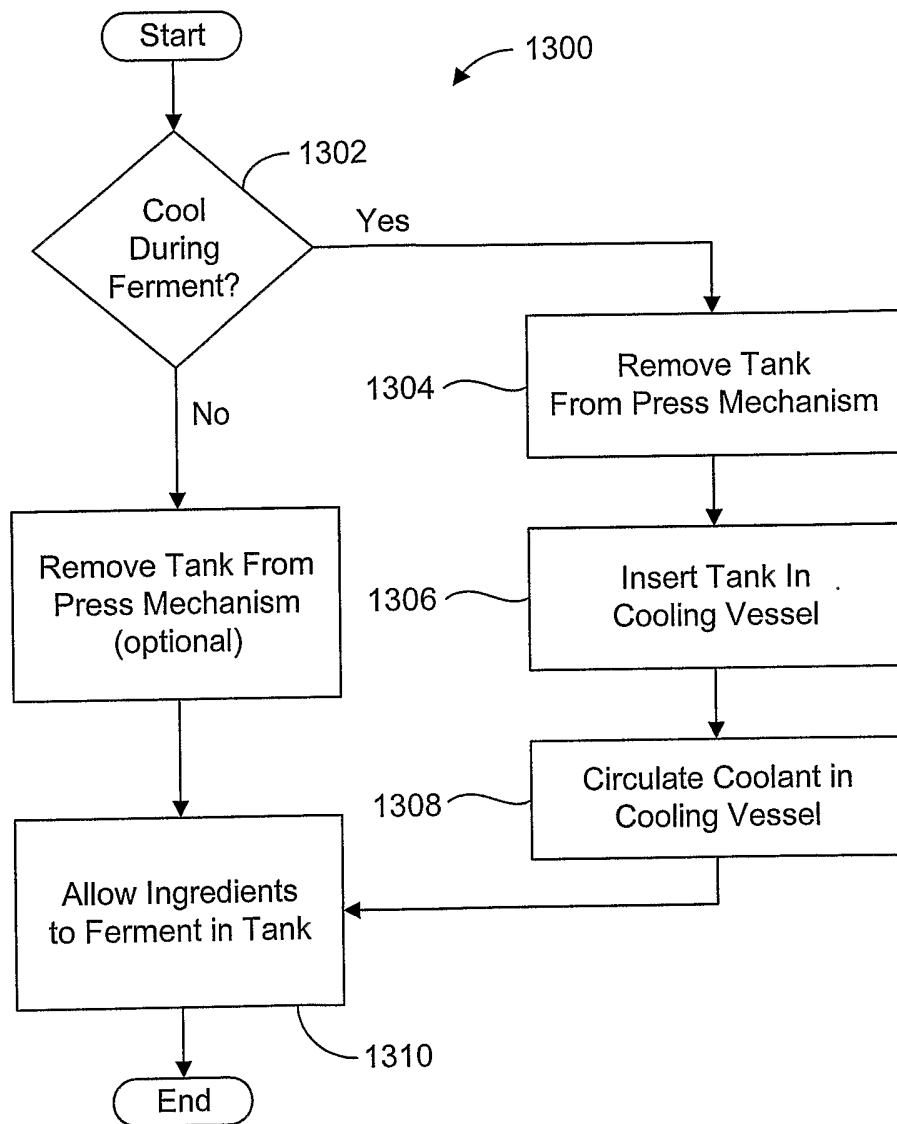 Start
1300
1302
Cool
During
Ferment?
Yes
No
1304
Remove Tank
From Press Mechanism
Remove Tank From
Press Mechanism
(optional)
1306
Insert Tank In
Cooling Vessel
1308
Circulate Coolant in
Cooling Vessel
Allow Ingredients
to Ferment in Tank
1310
End